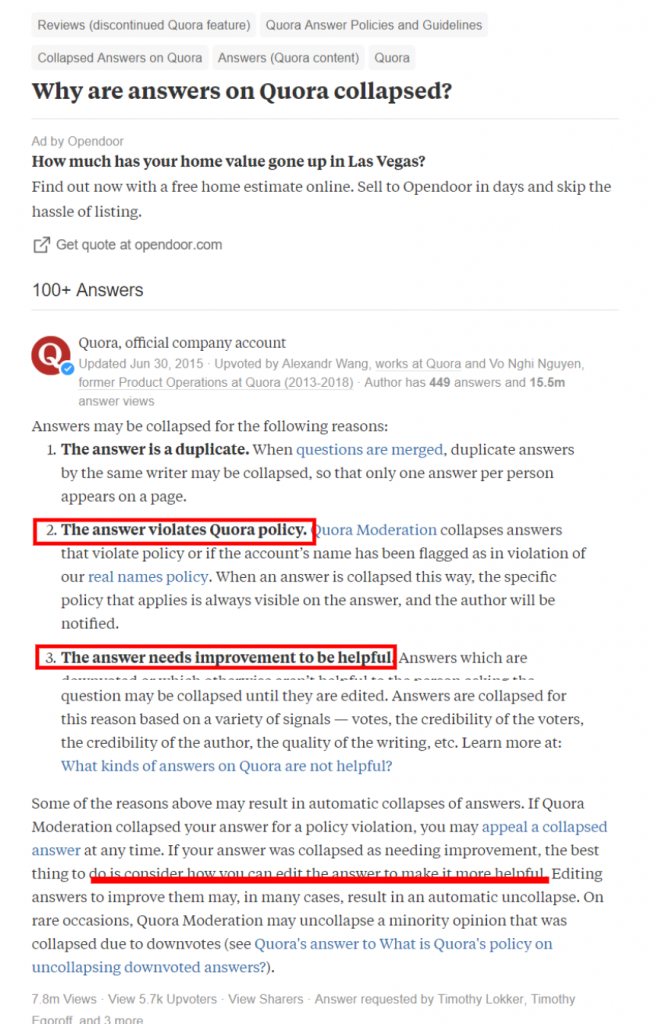 Reviews (discontinued Quora feature) Quora Answer Policies and Guidelines
Collapsed Answers on Quora Answers (Quora content) Quora
Why are answers on Quora collapsed?
Ad by Opendoor
How much has your home value gone up in Las Vegas?
Find out now with a free home estimate online. Sell to Opendoor in days and skip the
hassle of listing.
Get quote at opendoor.com
100+ Answers
Q
Quora, official company account
Updated Jun 30, 2015 · Upvoted by Alexandr Wang, works at Quora and Vo Nghi Nguyen,
former Product Operations at Quora (2013-2018) · Author has 449 answers and 15.5m
answer views
Answers may be collapsed for the following reasons:
1. The answer is a duplicate. When questions are merged, duplicate answers
by the same writer may be collapsed, so that only one answer per person
appears on a page.
2. The answer violates Quora policy. Quora Moderation collapses answers
that violate policy or if the account's name has been flagged as in violation of
our real names policy. When an answer is collapsed this way, the specific
policy that applies is always visible on the answer, and the author will be
notified.
3. The answer needs improvement to be helpful. Answers which are
downvoted or which otherwise aren't helpful to the person asking the
question may be collapsed until they are edited. Answers are collapsed for
this reason based on a variety of signals — votes, the credibility of the voters,
the credibility of the author, the quality of the writing, etc. Learn more at:
What kinds of answers on Quora are not helpful?
Some of the reasons above may result in automatic collapses of answers. If Quora
Moderation collapsed your answer for a policy violation, you may appeal a collapsed
answer at any time. If your answer was collapsed as needing improvement, the best
thing to do is consider how you can edit the answer to make it more helpful. Editing
answers to improve them may, in many cases, result in an automatic uncollapse. On
rare occasions, Quora Moderation may uncollapse a minority opinion that was
collapsed due to downvotes (see Quora's answer to What is Quora's policy on
uncollapsing downvoted answers?).
7.8m Views · View 5.7k Upvoters · View Sharers · Answer requested by Timothy Lokker, Timothy
Egoroff, and 3 more